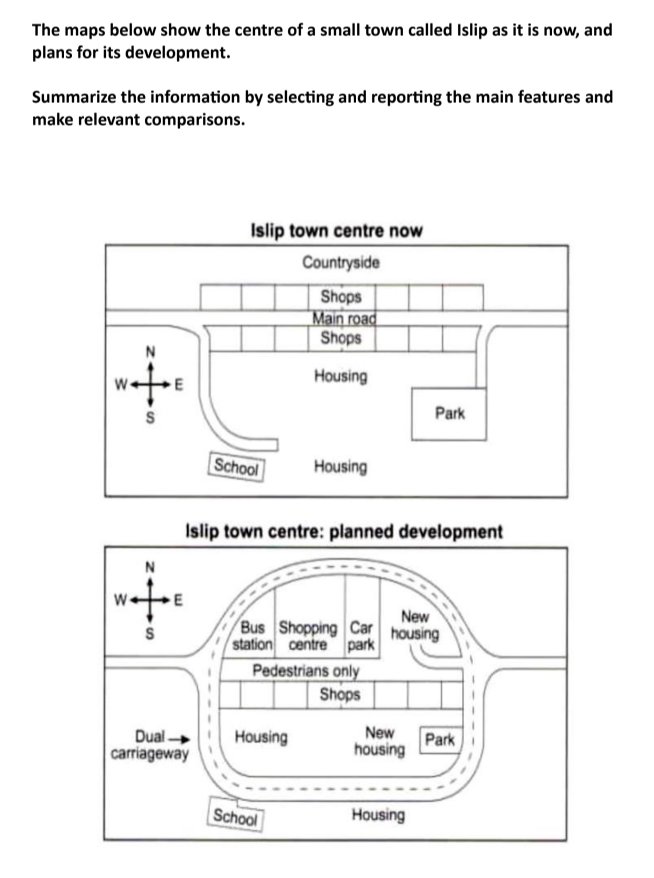 The maps below show the centre of a small town called Islip as it is now, and
plans for its development.
Summarize the information by selecting and reporting the main features and
make relevant comparisons.
Islip town centre now
Countryside
Shops
Main road
Shops
N
W E
S
Housing
Park
School
Housing
Islip town centre: planned development
N
W E
S
Bus station
Shopping centre
Car park
New housing
Pedestrians only
Shops
Dual carriageway
Housing
New housing
Park
School
Housing